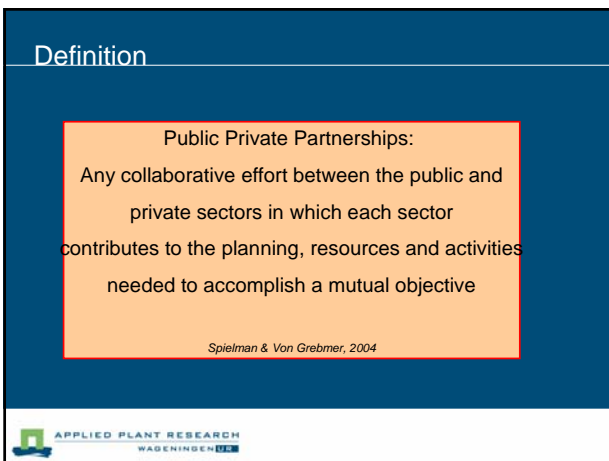 Definition
Public Private Partnerships:
Any collaborative effort between the public and
private sectors in which each sector
contributes to the planning, resources and activities
needed to accomplish a mutual objective
Spielman & Von Grebmer, 2004
APPLIED PLANT RESEARCH
WAGENINGEN UR